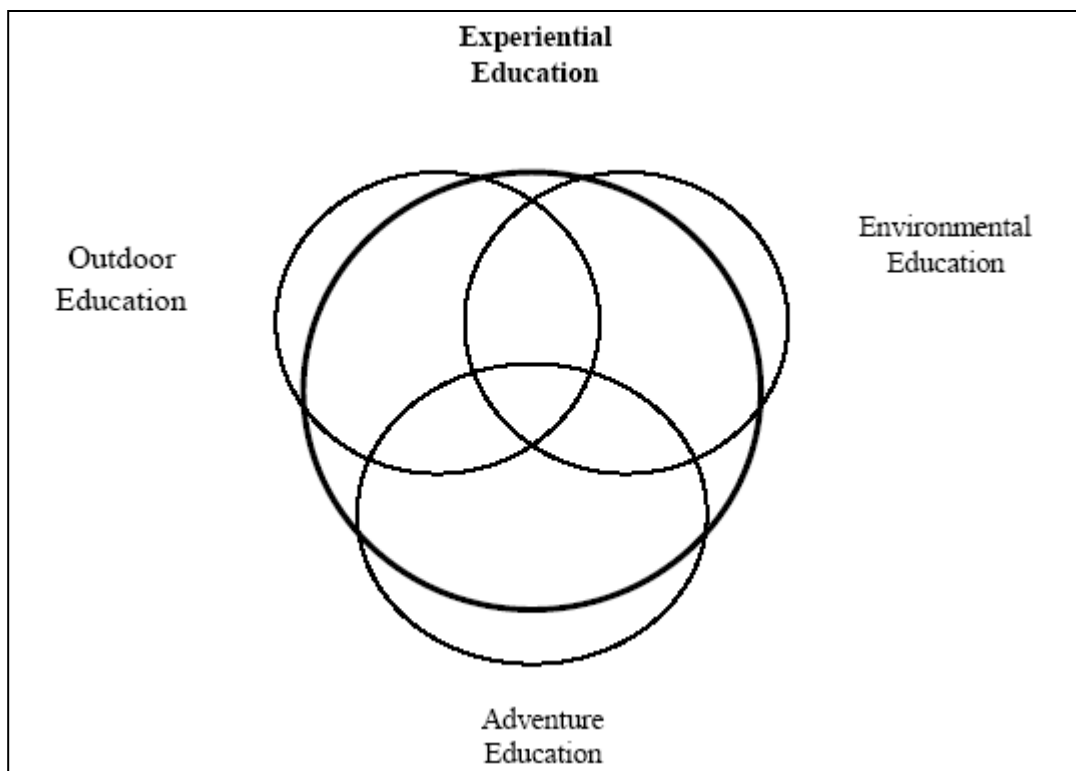 Experiential
Education
Outdoor
Education
Environmental
Education
Adventure
Education